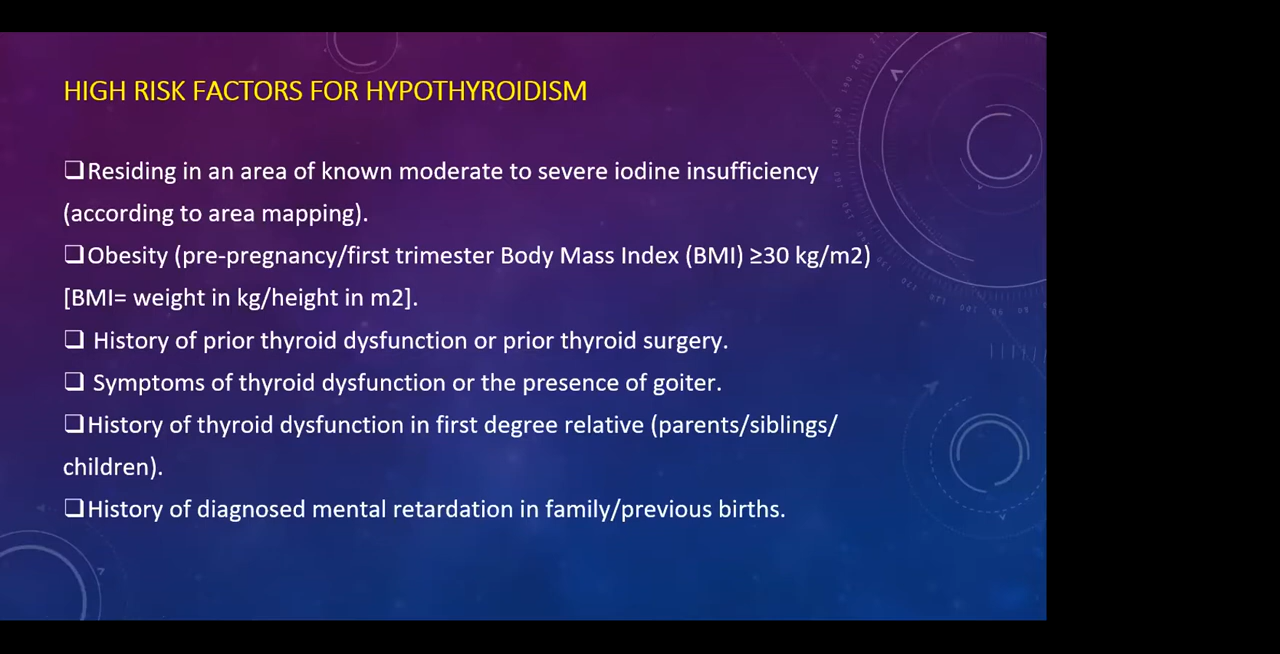 HIGH RISK FACTORS FOR HYPOTHYROIDISM
❑Residing in an area of known moderate to severe iodine insufficiency
(according to area mapping).
❑Obesity (pre-pregnancy/first trimester Body Mass Index (BMI) ≥30 kg/m2)
[BMI= weight in kg/height in m2].
❑ History of prior thyroid dysfunction or prior thyroid surgery.
❑ Symptoms of thyroid dysfunction or the presence of goiter.
❑History of thyroid dysfunction in first degree relative (parents/siblings/
children).
❑History of diagnosed mental retardation in family/previous births.